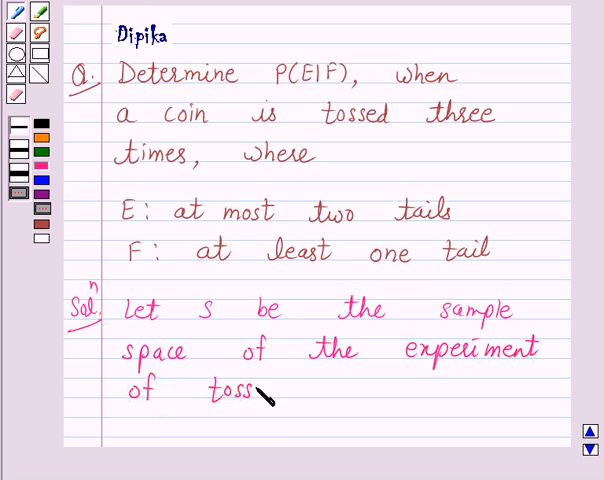 Dipika
Q. Determine P(E|F), when
a coin is tossed three
times, where
E: at most two tails
F: at least one tail
Solⁿ. Let S be the sample
space of the experiment
of toss